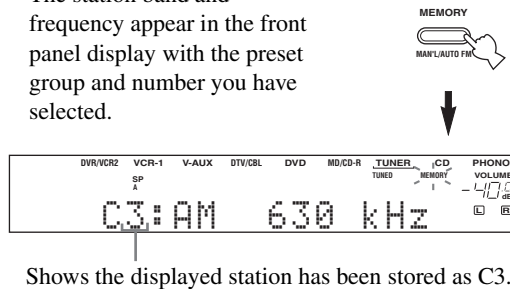 The station band and
frequency appear in the front
panel display with the preset
group and number you have
selected.
MEMORY
MAN'L/AUTO FM
DVR/VCR2 VCR-1 V-AUX DTV/CBL DVD MD/CD-R TUNER CD PHONO
SP A TUNED MEMORY VOLUME
-40.0 dB
L R
C3:AM 630 kHz
Shows the displayed station has been stored as C3.